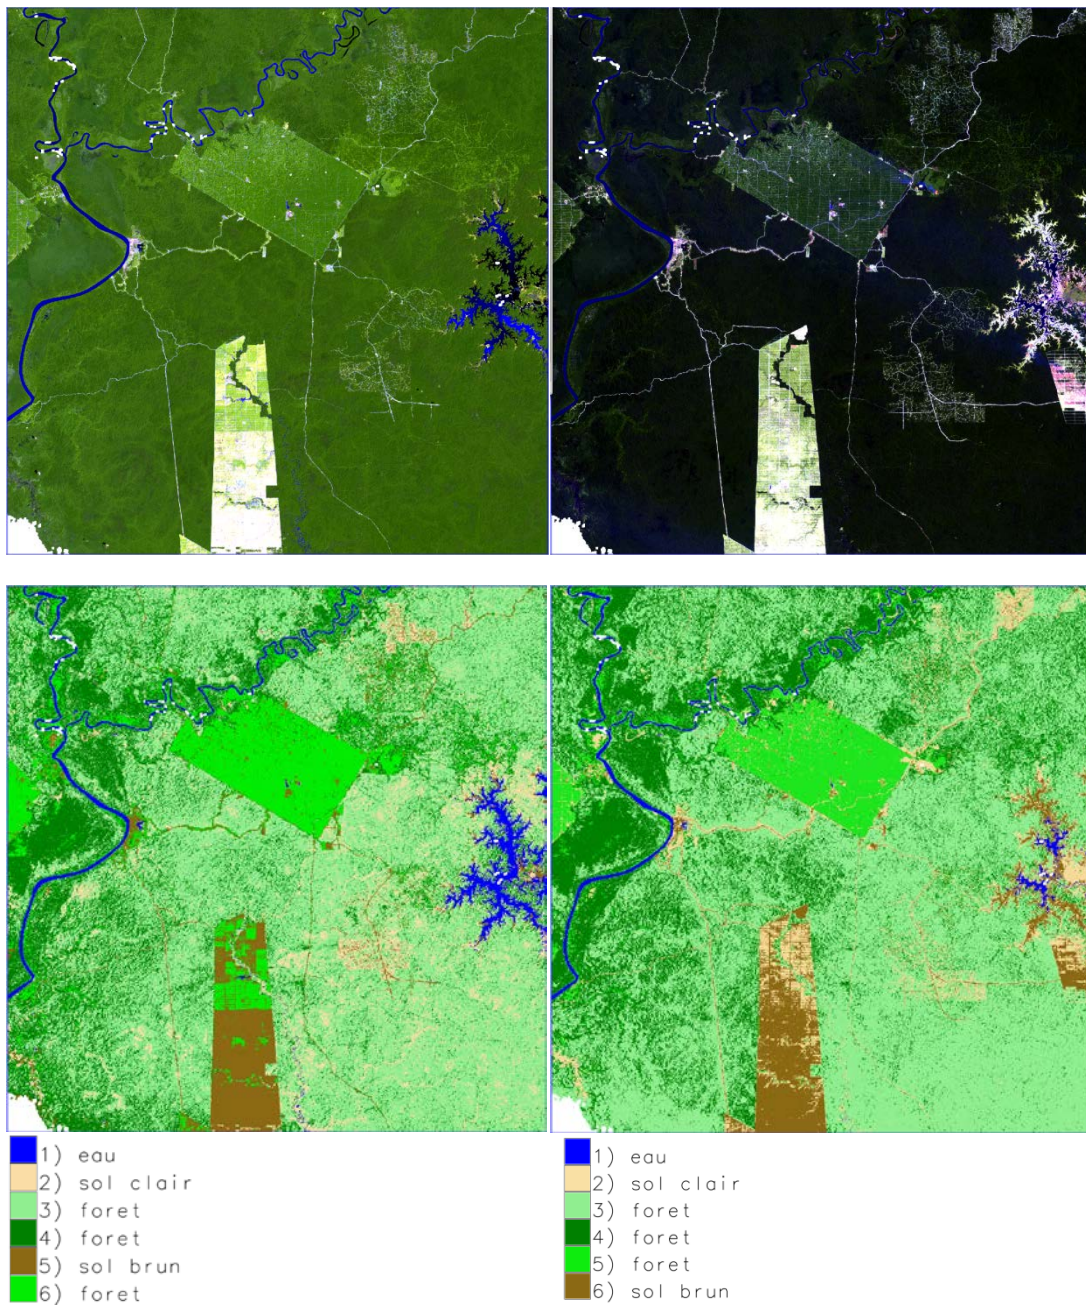 1) eau
2) sol clair
3) foret
4) foret
5) sol brun
6) foret
1) eau
2) sol clair
3) foret
4) foret
5) foret
6) sol brun